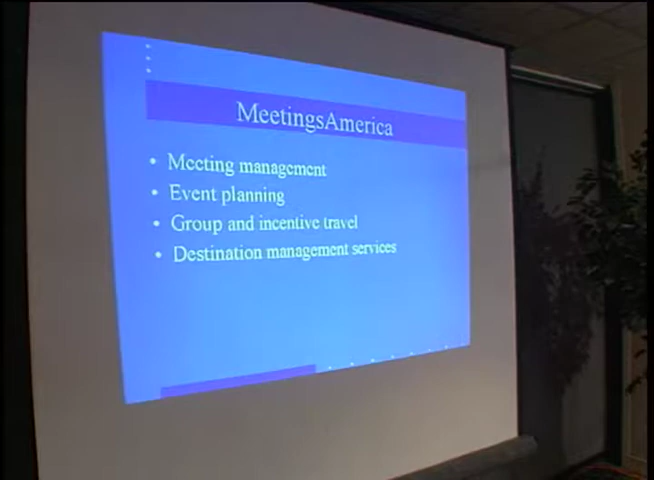 MeetingsAmerica
• Meeting management
• Event planning
• Group and incentive travel
• Destination management services